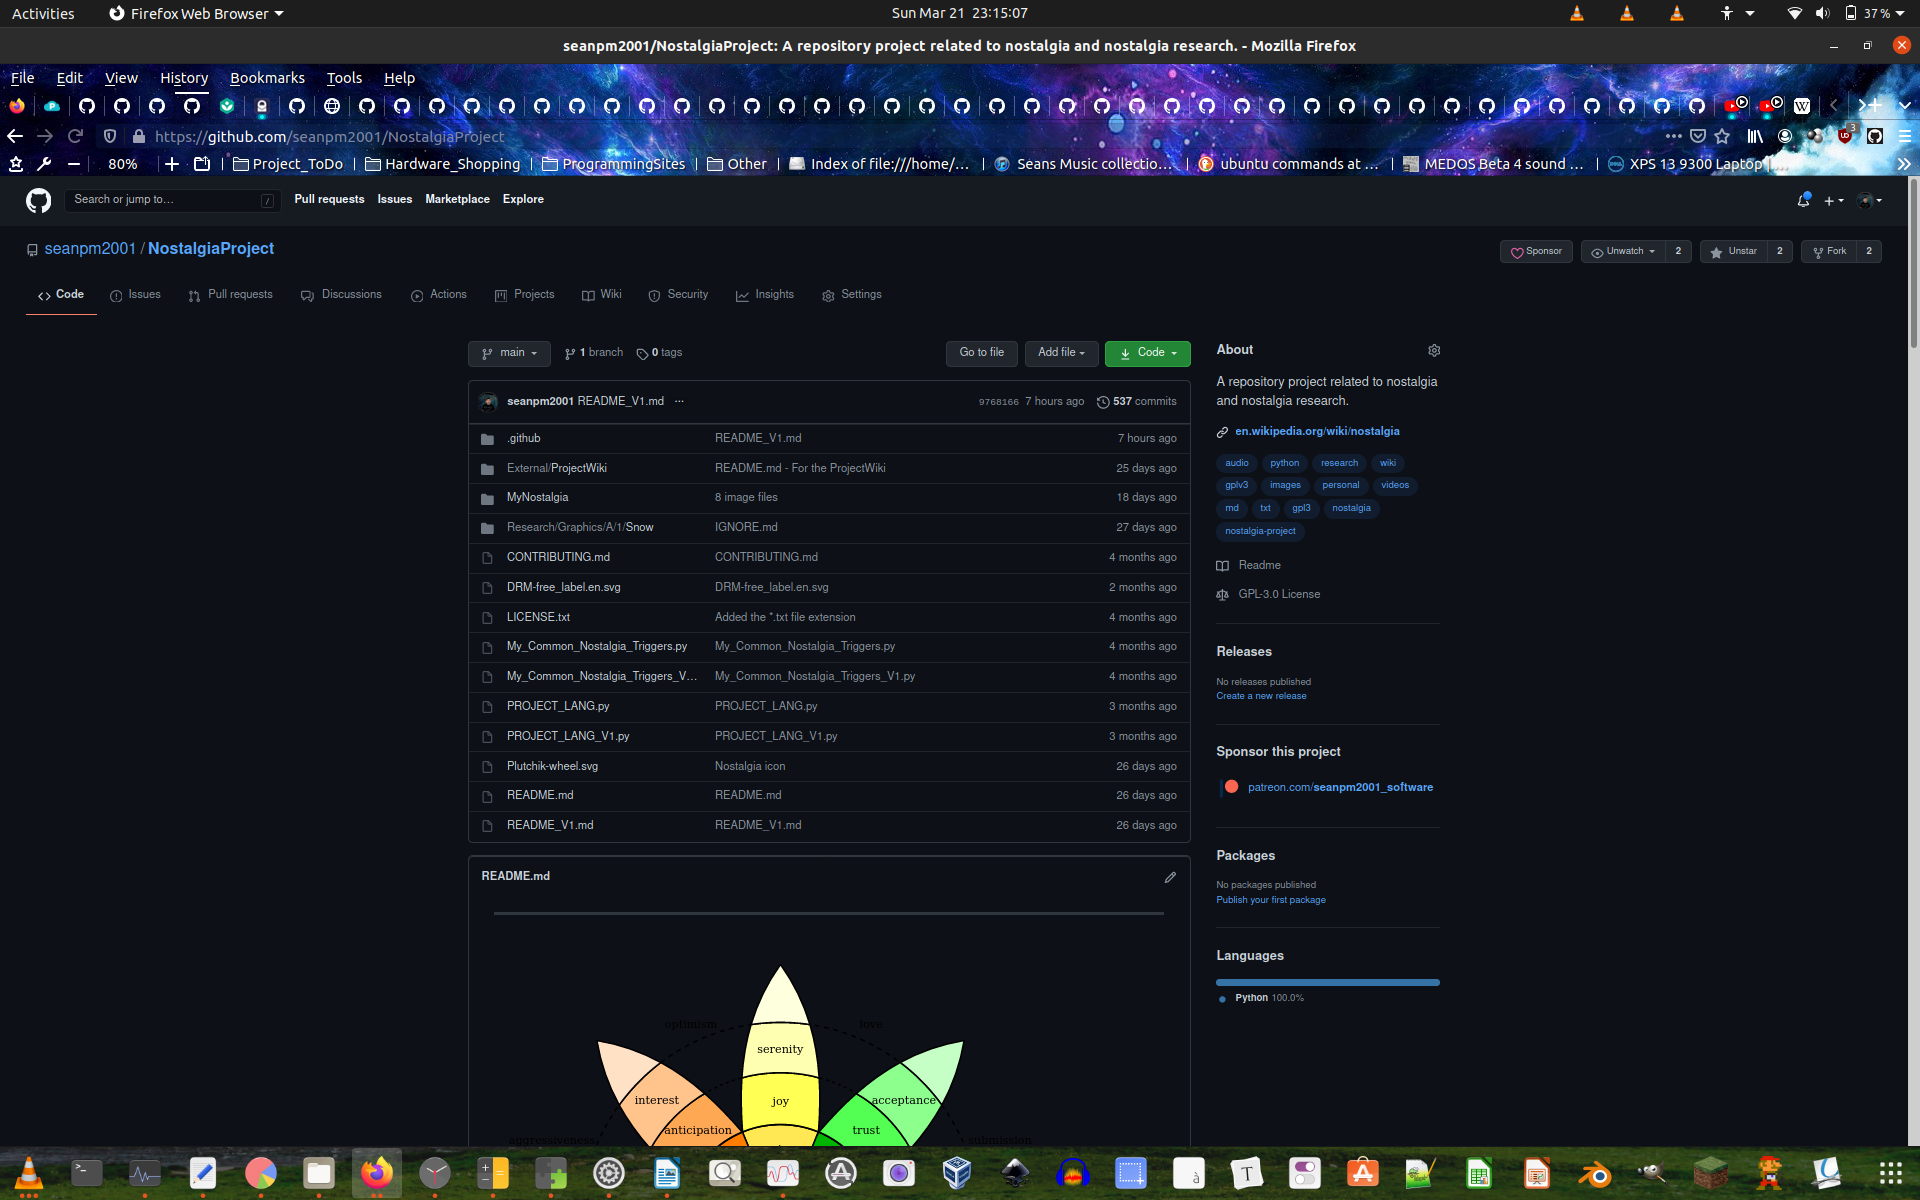 Activities
Firefox Web Browser
Sun Mar 21 23:15:07
37 %
seanpm2001/NostalgiaProject: A repository project related to nostalgia and nostalgia research. - Mozilla Firefox
File Edit View History Bookmarks Tools Help
https://github.com/seanpm2001/NostalgiaProject
3
80%
Project_ToDo
Hardware_Shopping
ProgrammingSites
Other
Index of file:///home/…
Seans Music collectio…
ubuntu commands at …
MEDOS Beta 4 sound …
XPS 13 9300 Laptop
Search or jump to…
/
Pull requests Issues Marketplace Explore
seanpm2001 / NostalgiaProject
Sponsor
Unwatch 2
Unstar 2
Fork 2
Code
Issues
Pull requests
Discussions
Actions
Projects
Wiki
Security
Insights
Settings
main
1 branch
0 tags
Go to file
Add file
Code
seanpm2001 README_V1.md ...
9768166 7 hours ago
537 commits
.github README_V1.md 7 hours ago
External/ProjectWiki README.md - For the ProjectWiki 25 days ago
MyNostalgia 8 image files 18 days ago
Research/Graphics/A/1/Snow IGNORE.md 27 days ago
CONTRIBUTING.md CONTRIBUTING.md 4 months ago
DRM-free_label.en.svg DRM-free_label.en.svg 2 months ago
LICENSE.txt Added the *.txt file extension 4 months ago
My_Common_Nostalgia_Triggers.py My_Common_Nostalgia_Triggers.py 4 months ago
My_Common_Nostalgia_Triggers_V… My_Common_Nostalgia_Triggers_V1.py 4 months ago
PROJECT_LANG.py PROJECT_LANG.py 3 months ago
PROJECT_LANG_V1.py PROJECT_LANG_V1.py 3 months ago
Plutchik-wheel.svg Nostalgia icon 26 days ago
README.md README.md 26 days ago
README_V1.md README_V1.md 26 days ago
README.md
optimism
love
serenity
interest
joy
acceptance
anticipation
trust
aggressiveness
submission
About
A repository project related to nostalgia
and nostalgia research.
en.wikipedia.org/wiki/nostalgia
audio python research wiki
gplv3 images personal videos
md txt gpl3 nostalgia
nostalgia-project
Readme
GPL-3.0 License
Releases
No releases published
Create a new release
Sponsor this project
patreon.com/seanpm2001_software
Packages
No packages published
Publish your first package
Languages
Python 100.0%